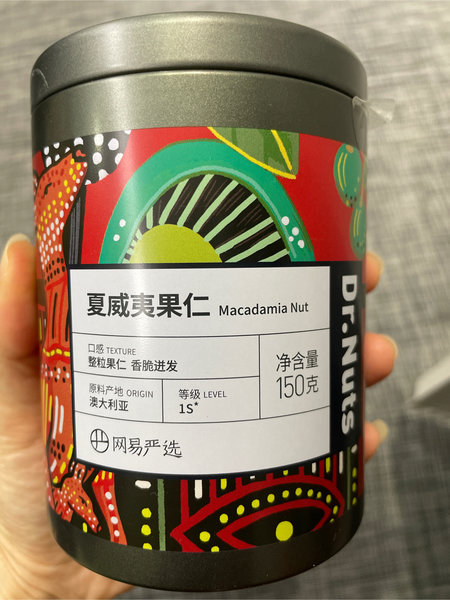 夏威夷果仁 Macadamia Nut
口感 TEXTURE
整粒果仁 香脆迸发
原料产地 ORIGIN
澳大利亚
等级 LEVEL
1S*
净含量
150克
网易严选
Dr.Nuts